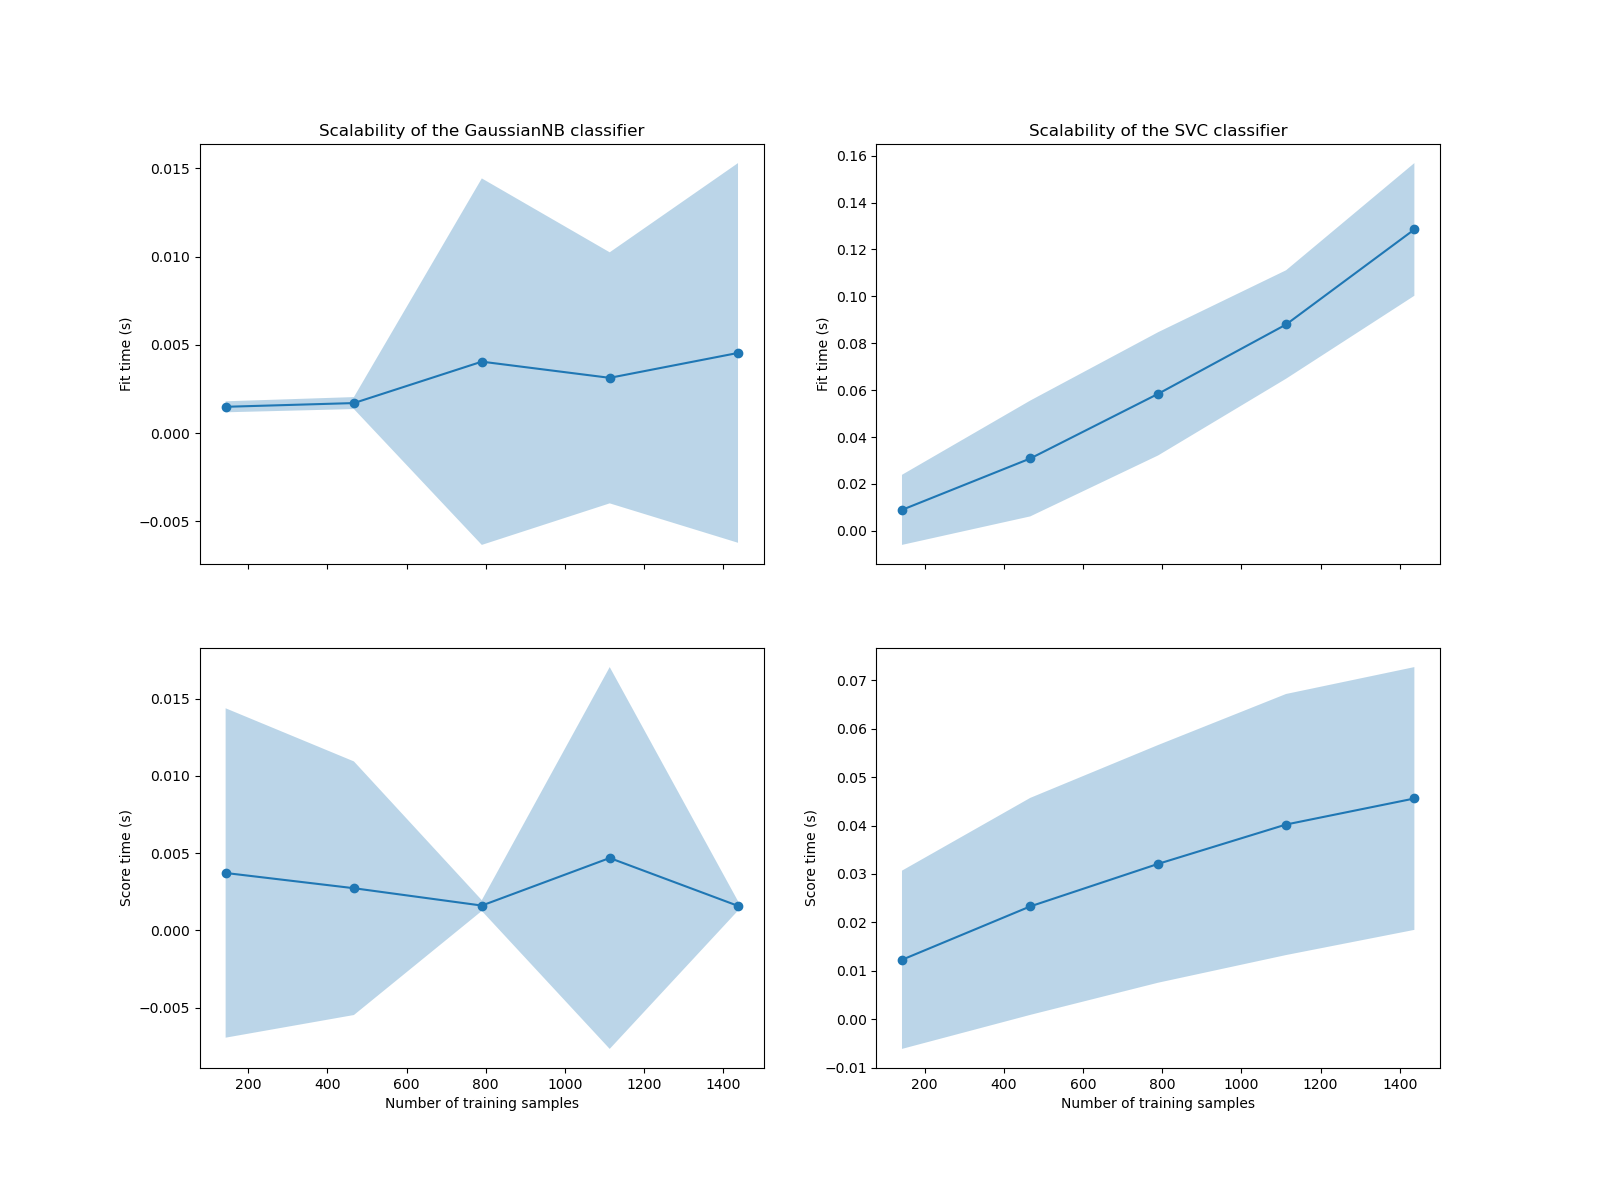 Scalability of the GaussianNB classifier
Fit time (s)
0.015
0.010
0.005
0.000
−0.005
Scalability of the SVC classifier
Fit time (s)
0.16
0.14
0.12
0.10
0.08
0.06
0.04
0.02
0.00
Score time (s)
0.015
0.010
0.005
0.000
−0.005
200 400 600 800 1000 1200 1400
Number of training samples
Score time (s)
0.07
0.06
0.05
0.04
0.03
0.02
0.01
0.00
−0.01
200 400 600 800 1000 1200 1400
Number of training samples